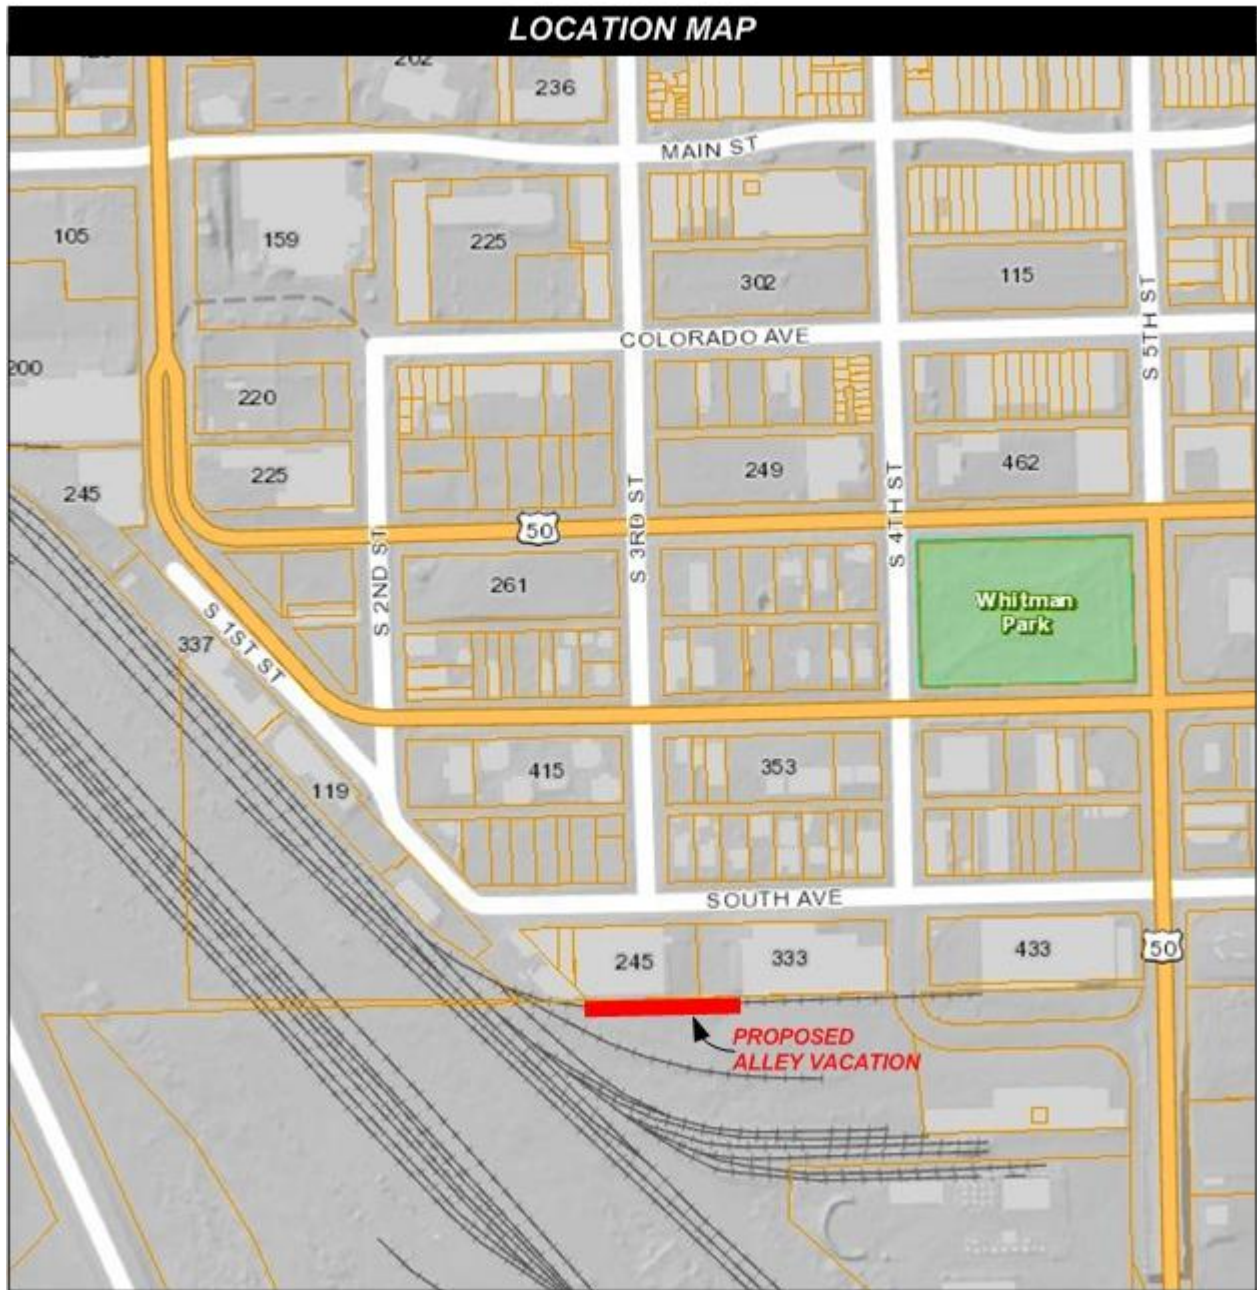 LOCATION MAP
202
236
MAIN ST
105
159
225
302
115
S 5TH ST
COLORADO AVE
200
220
225
249
462
245
S 4TH ST
S 3RD ST
50
S 2ND ST
261
Whitman
Park
S 1ST ST
337
415
353
119
SOUTH AVE
245
333
433
50
PROPOSED
ALLEY VACATION